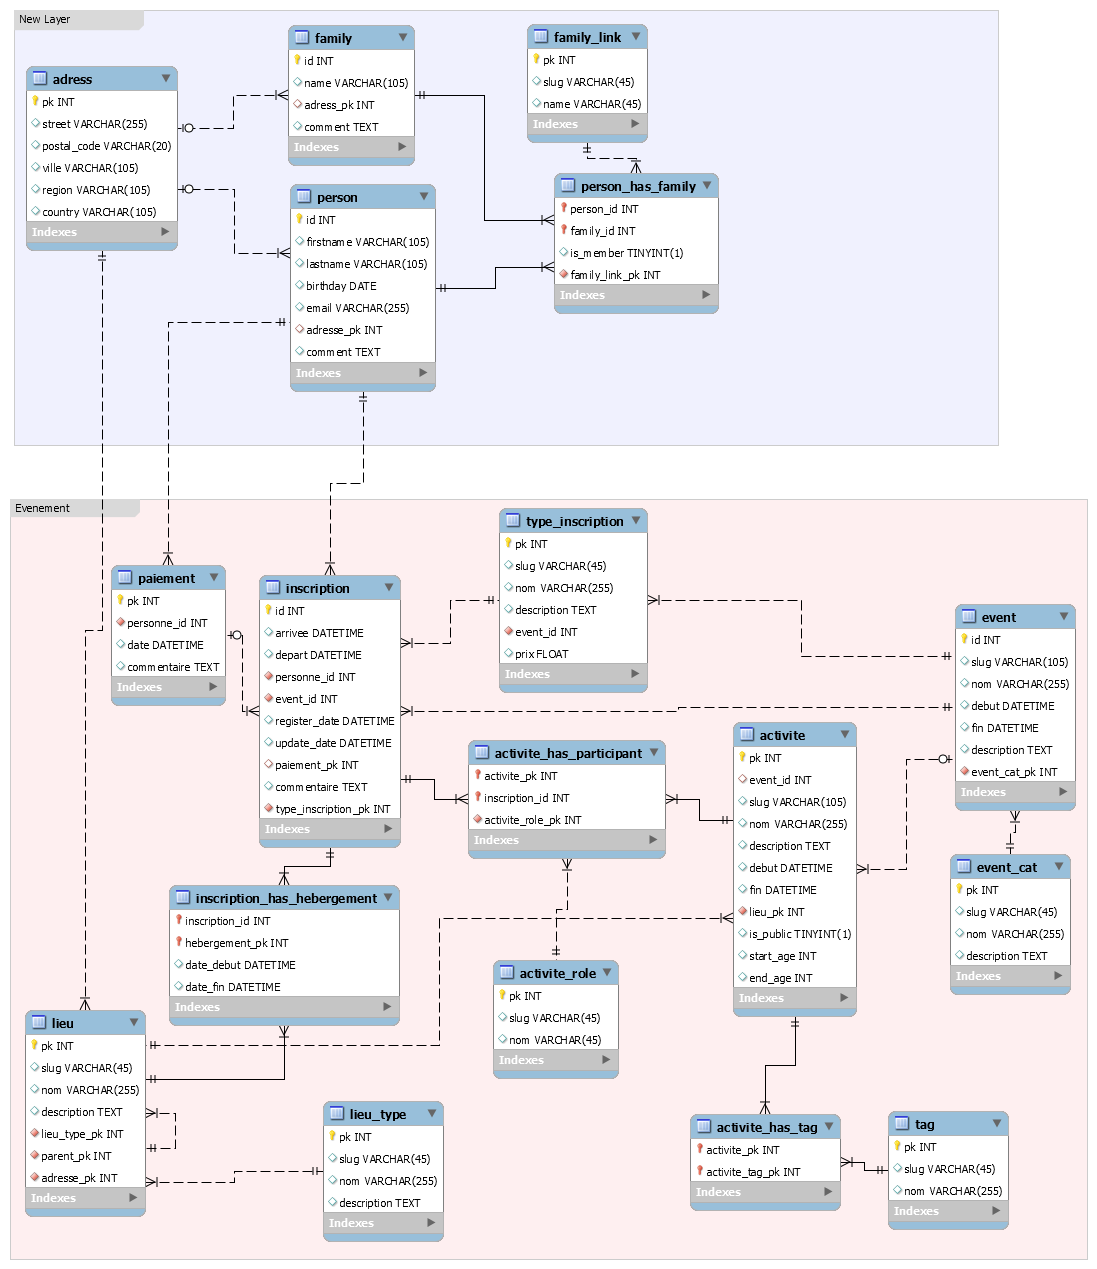 New Layer
adress
pk INT
street VARCHAR(255)
postal_code VARCHAR(20)
ville VARCHAR(105)
region VARCHAR(105)
country VARCHAR(105)
Indexes
family
id INT
name VARCHAR(105)
adress_pk INT
comment TEXT
Indexes
family_link
pk INT
slug VARCHAR(45)
name VARCHAR(45)
Indexes
person
id INT
firstname VARCHAR(105)
lastname VARCHAR(105)
birthday DATE
email VARCHAR(255)
adresse_pk INT
comment TEXT
Indexes
person_has_family
person_id INT
family_id INT
is_member TINYINT(1)
family_link_pk INT
Indexes
Evenement
paiement
pk INT
personne_id INT
date DATETIME
commentaire TEXT
Indexes
inscription
id INT
arrivee DATETIME
depart DATETIME
personne_id INT
event_id INT
register_date DATETIME
update_date DATETIME
paiement_pk INT
commentaire TEXT
type_inscription_pk INT
Indexes
type_inscription
pk INT
slug VARCHAR(45)
nom VARCHAR(255)
description TEXT
event_id INT
prix FLOAT
Indexes
event
id INT
slug VARCHAR(105)
nom VARCHAR(255)
debut DATETIME
fin DATETIME
description TEXT
event_cat_pk INT
Indexes
activite_has_participant
activite_pk INT
inscription_id INT
activite_role_pk INT
Indexes
activite
pk INT
event_id INT
slug VARCHAR(105)
nom VARCHAR(255)
description TEXT
debut DATETIME
fin DATETIME
lieu_pk INT
is_public TINYINT(1)
start_age INT
end_age INT
Indexes
event_cat
pk INT
slug VARCHAR(45)
nom VARCHAR(255)
description TEXT
Indexes
inscription_has_hebergement
inscription_id INT
hebergement_pk INT
date_debut DATETIME
date_fin DATETIME
Indexes
activite_role
pk INT
slug VARCHAR(45)
nom VARCHAR(45)
Indexes
lieu
pk INT
slug VARCHAR(45)
nom VARCHAR(255)
description TEXT
lieu_type_pk INT
parent_pk INT
adresse_pk INT
Indexes
lieu_type
pk INT
slug VARCHAR(45)
nom VARCHAR(255)
description TEXT
Indexes
activite_has_tag
activite_pk INT
activite_tag_pk INT
Indexes
tag
pk INT
slug VARCHAR(45)
nom VARCHAR(255)
Indexes